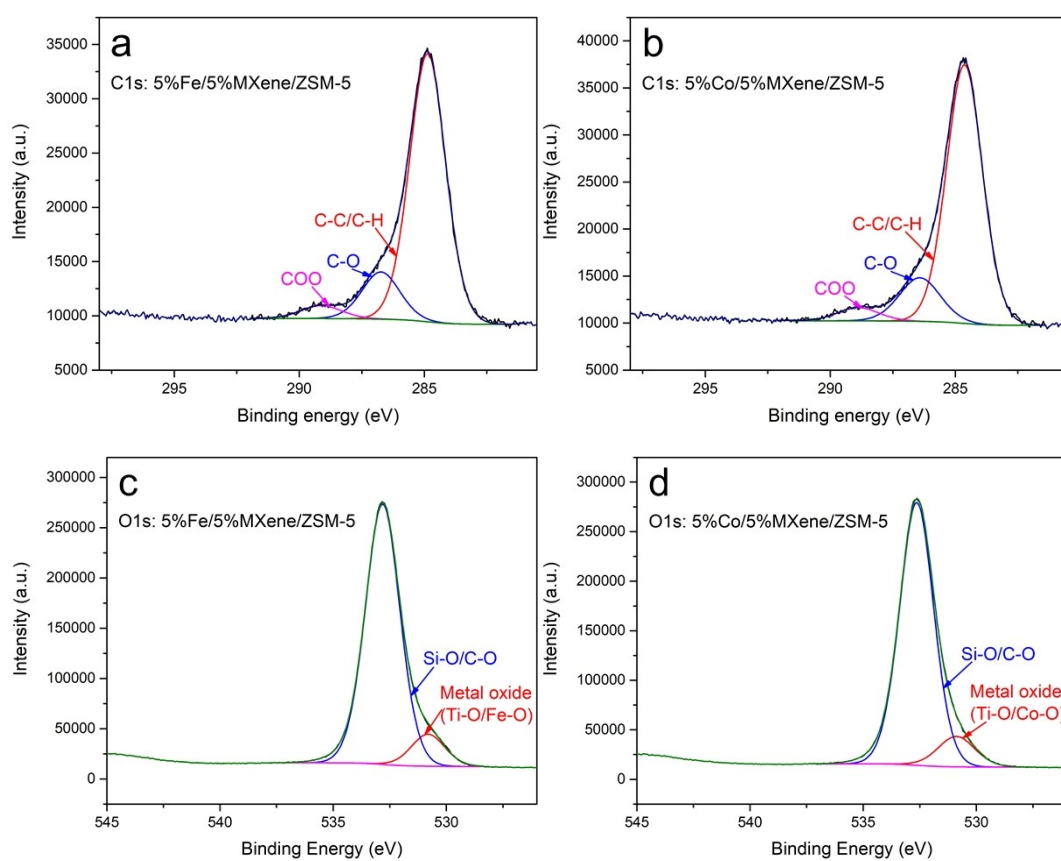 a
C1s: 5%Fe/5%MXene/ZSM-5
C-C/C-H
C-O
COO
35000
30000
25000
20000
15000
10000
5000
Intensity (a.u.)
295
290
285
Binding energy (eV)
b
C1s: 5%Co/5%MXene/ZSM-5
C-C/C-H
C-O
COO
40000
35000
30000
25000
20000
15000
10000
5000
Intensity (a.u.)
295
290
285
Binding energy (eV)
c
O1s: 5%Fe/5%MXene/ZSM-5
Si-O/C-O
Metal oxide
(Ti-O/Fe-O)
300000
250000
200000
150000
100000
50000
0
Intensity (a.u.)
545
540
535
530
Binding Energy (eV)
d
O1s: 5%Co/5%MXene/ZSM-5
Si-O/C-O
Metal oxide
(Ti-O/Co-O)
300000
250000
200000
150000
100000
50000
0
Intensity (a.u.)
545
540
535
530
Binding Energy (eV)